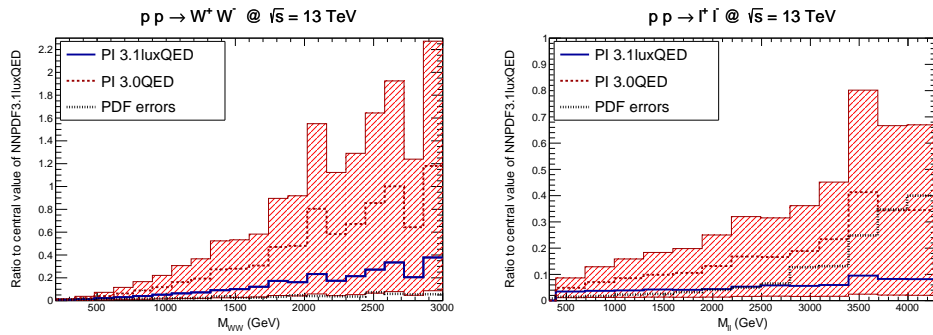 p p → W⁺ W⁻ @ √s = 13 TeV
Ratio to central value of NNPDF3.1luxQED
2.2
2
1.8
1.6
1.4
1.2
1
0.8
0.6
0.4
0.2
0
PI 3.1luxQED
PI 3.0QED
PDF errors
500 1000 1500 2000 2500 3000
M_WW (GeV)
p p → l⁺ l⁻ @ √s = 13 TeV
Ratio to central value of NNPDF3.1luxQED
1
0.9
0.8
0.7
0.6
0.5
0.4
0.3
0.2
0.1
0
PI 3.1luxQED
PI 3.0QED
PDF errors
500 1000 1500 2000 2500 3000 3500 4000
M_ll (GeV)